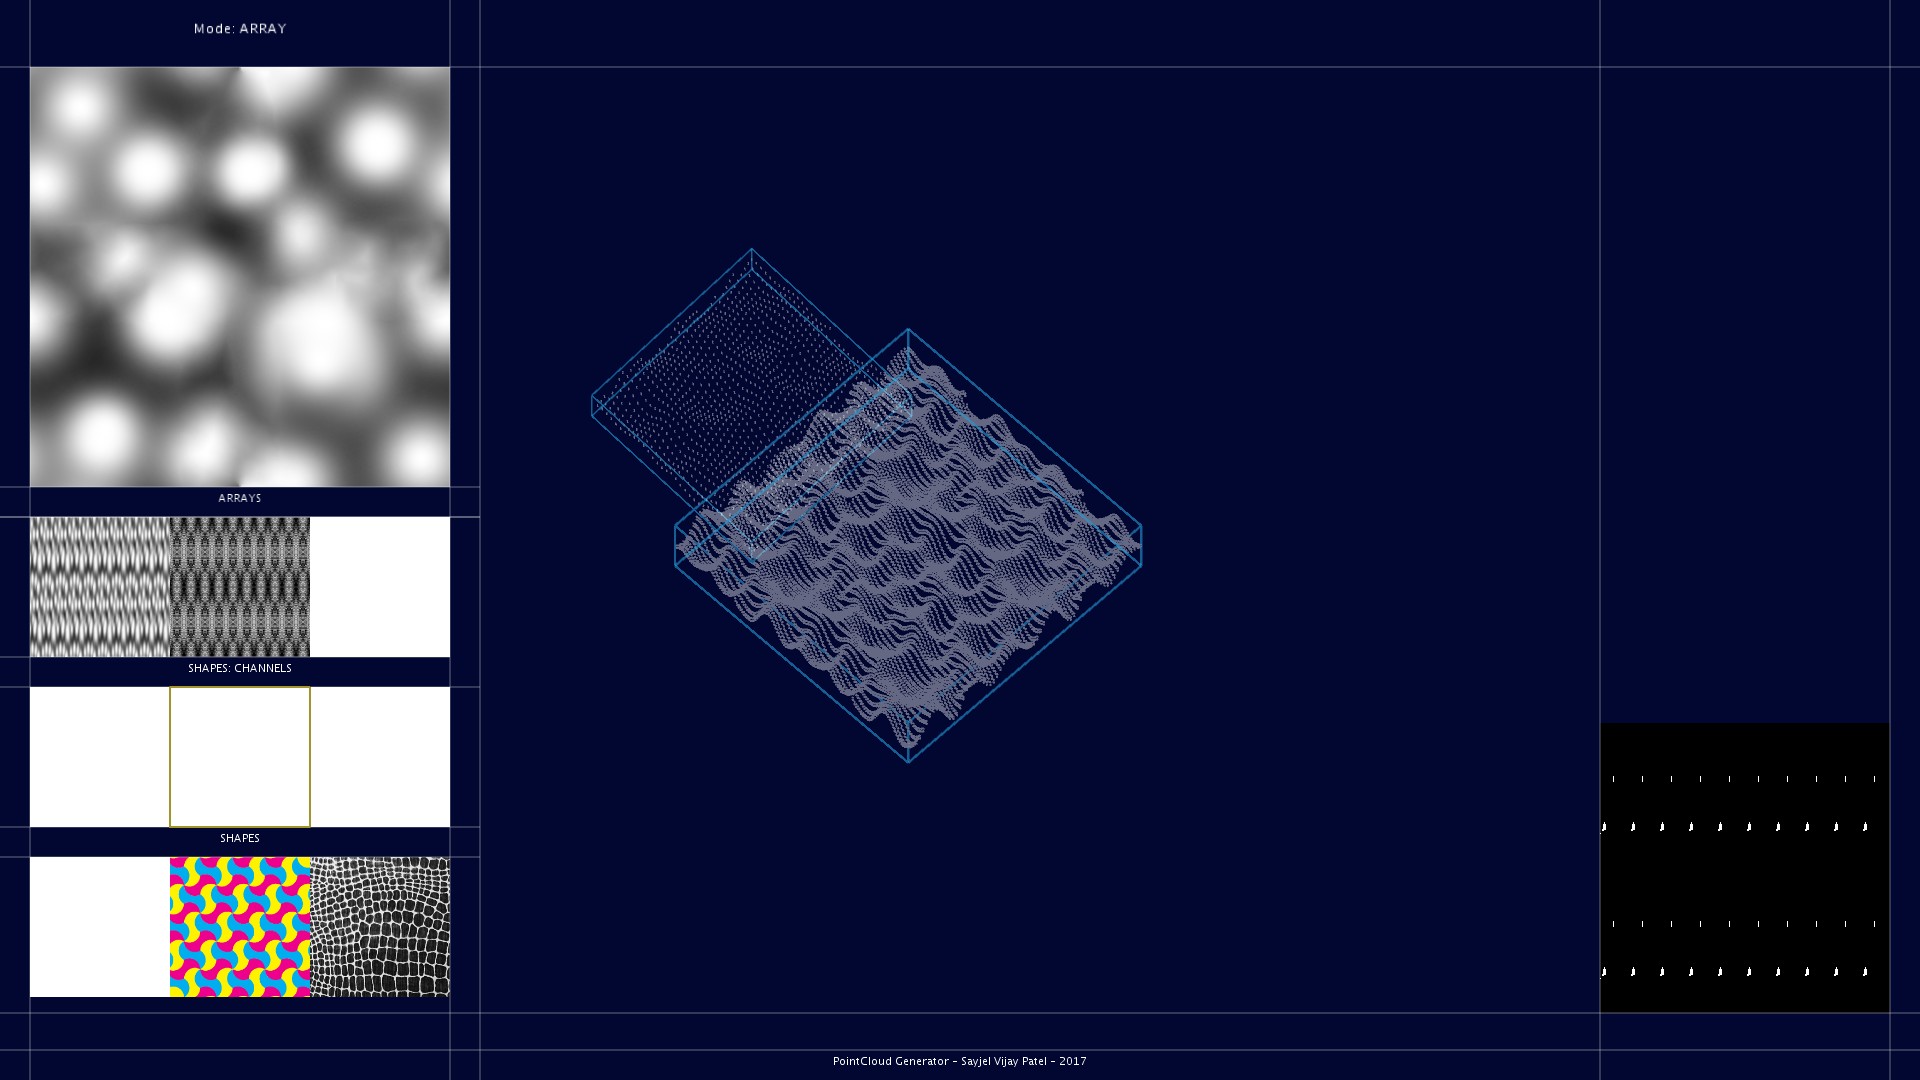 Mode: ARRAY
ARRAYS
SHAPES: CHANNELS
SHAPES
PointCloud Generator - Sayjel Vijay Patel - 2017